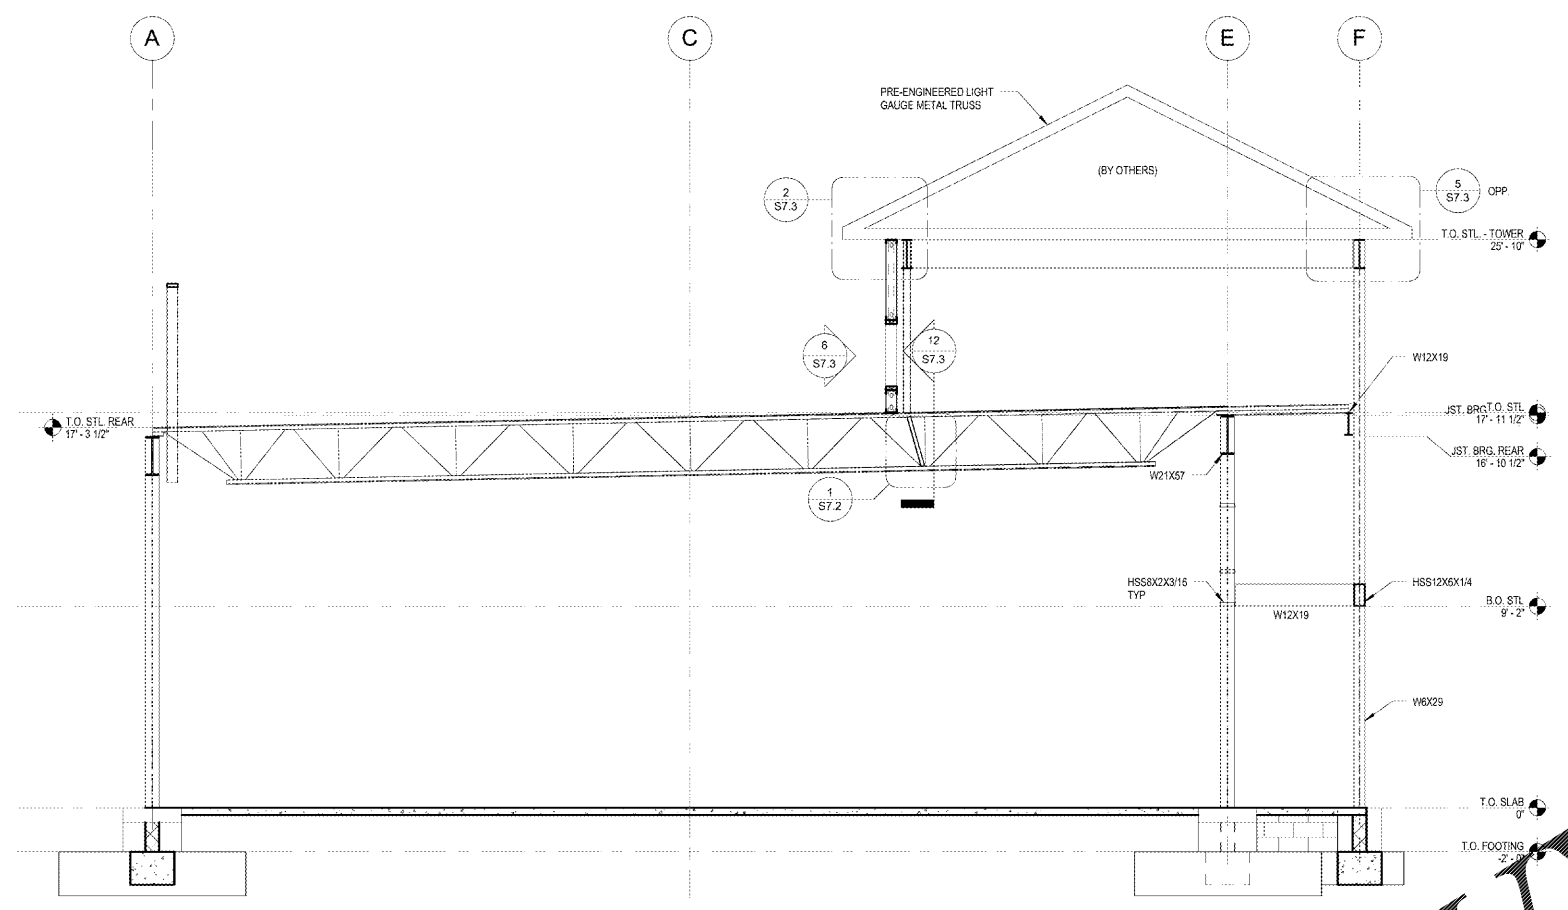 A
C
E
F
PRE-ENGINEERED LIGHT
GAUGE METAL TRUSS
(BY OTHERS)
2
S7.3
5
S7.3
OPP.
T.O. STL. - TOWER
25' - 10"
6
S7.3
12
S7.3
W12X19
T.O. STL. REAR
17' - 3 1/2"
JST. BRG
T.O. STL
17' - 11 1/2"
JST. BRG. REAR
16' - 10 1/2"
W21X57
1
S7.2
HSS8X2X3/16
TYP
HSS12X6X1/4
W12X19
B.O. STL
9' - 2"
W6X29
T.O. SLAB
0"
T.O. FOOTING
-2' - 0"